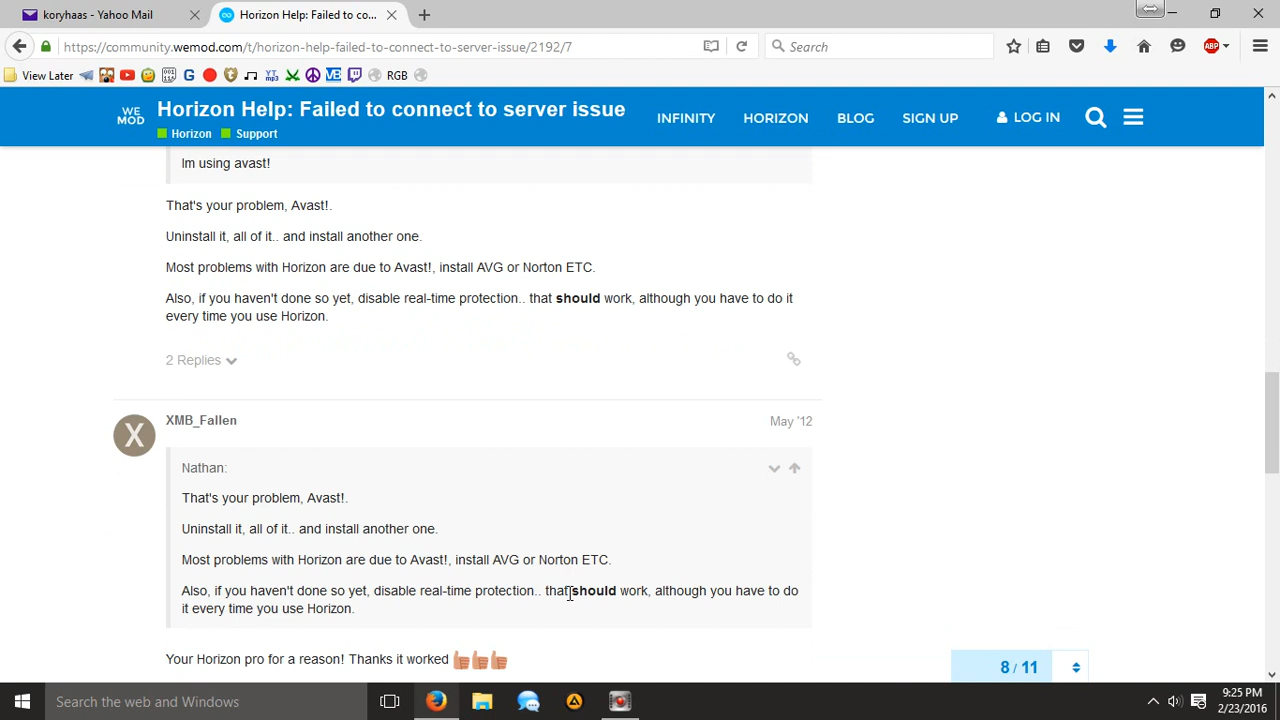 koryhaas - Yahoo Mail
Horizon Help: Failed to co...
https://community.wemod.com/t/horizon-help-failed-to-connect-to-server-issue/2192/7
Search
ABP
View Later
G
YT mp3
VB
RGB
WE MOD
Horizon Help: Failed to connect to server issue
Horizon Support
INFINITY HORIZON BLOG SIGN UP LOG IN
Im using avast!
That's your problem, Avast!.
Uninstall it, all of it.. and install another one.
Most problems with Horizon are due to Avast!, install AVG or Norton ETC.
Also, if you haven't done so yet, disable real-time protection.. that should work, although you have to do it
every time you use Horizon.
2 Replies
X
XMB_Fallen
May '12
Nathan:
That's your problem, Avast!.
Uninstall it, all of it.. and install another one.
Most problems with Horizon are due to Avast!, install AVG or Norton ETC.
Also, if you haven't done so yet, disable real-time protection.. that should work, although you have to do
it every time you use Horizon.
Your Horizon pro for a reason! Thanks it worked
8 / 11
Search the web and Windows
9:25 PM
2/23/2016